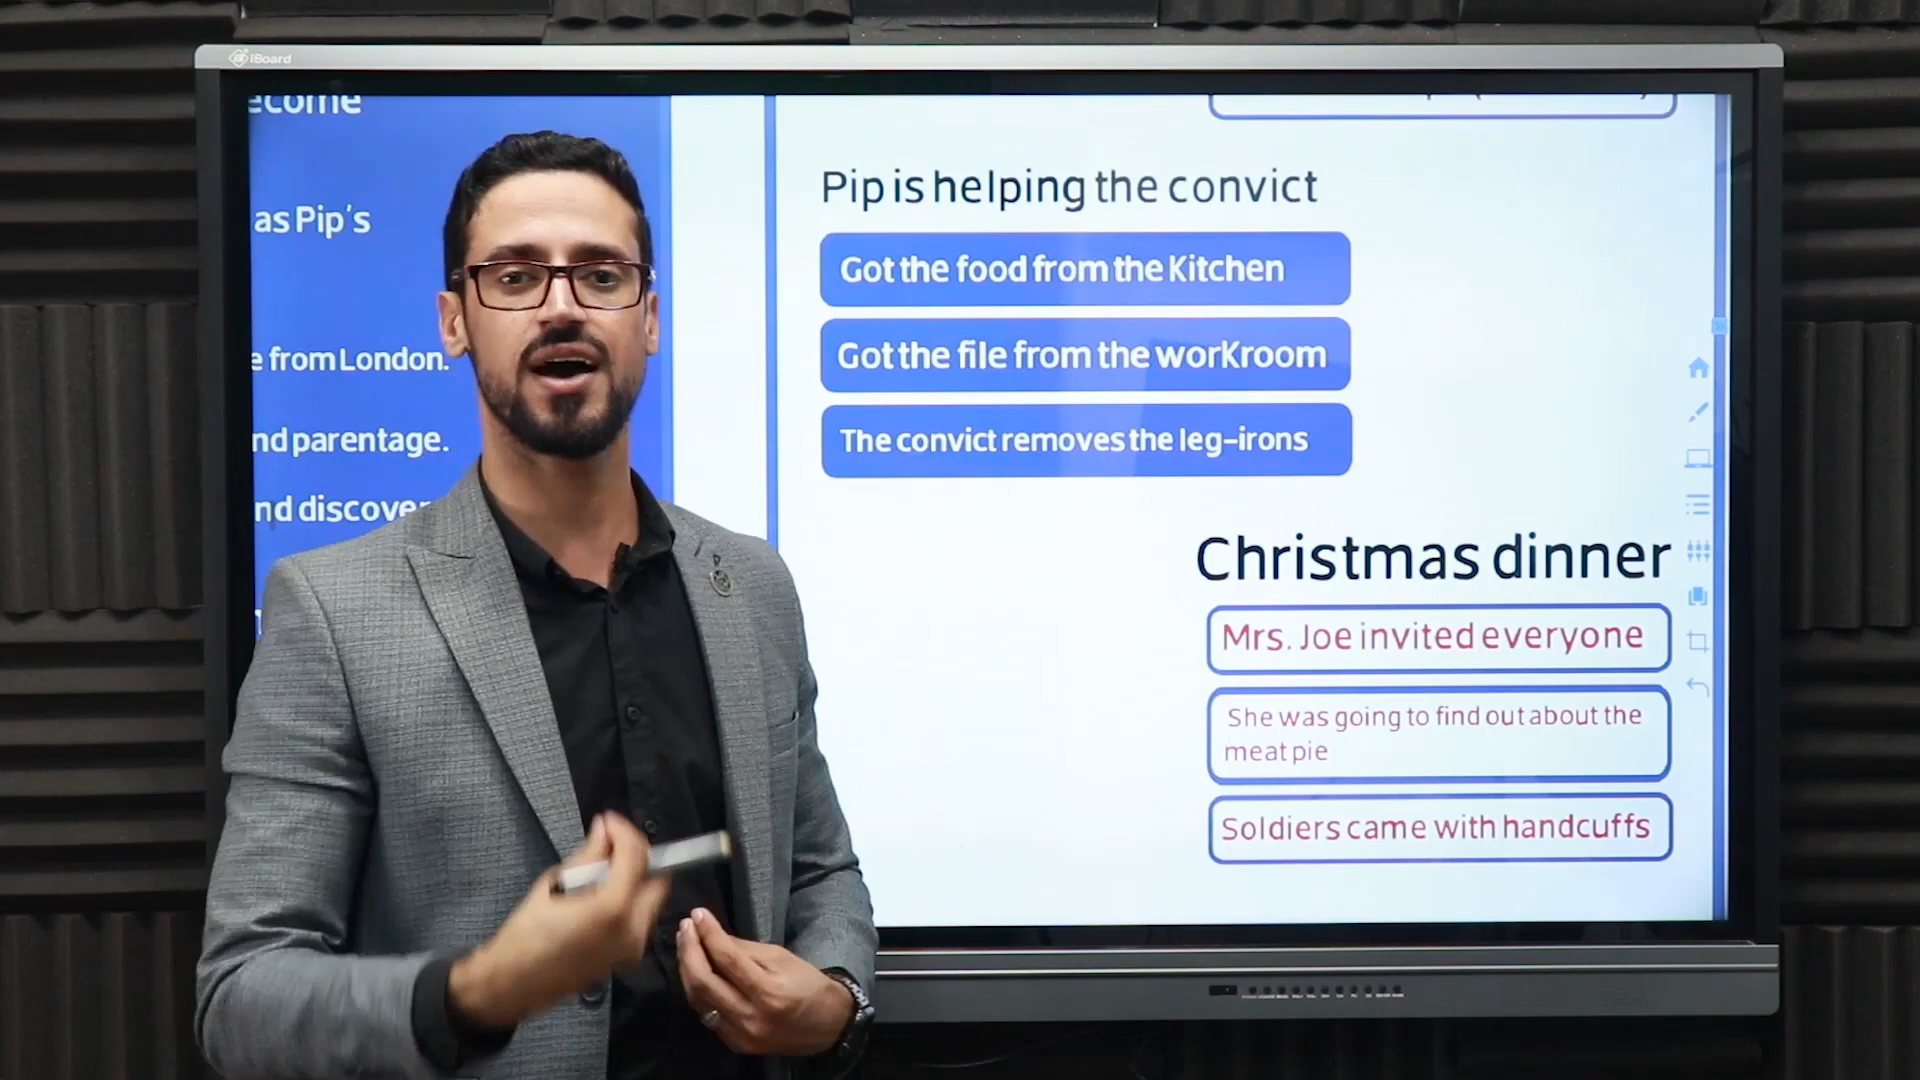 iBoard
ecome
as Pip's
e from London.
nd parentage.
nd discover
Pip is helping the convict
Got the food from the Kitchen
Got the file from the worKroom
The convict removes the leg-irons
Christmas dinner
Mrs. Joe invited everyone
She was going to find out about the
meat pie
Soldiers came with handcuffs